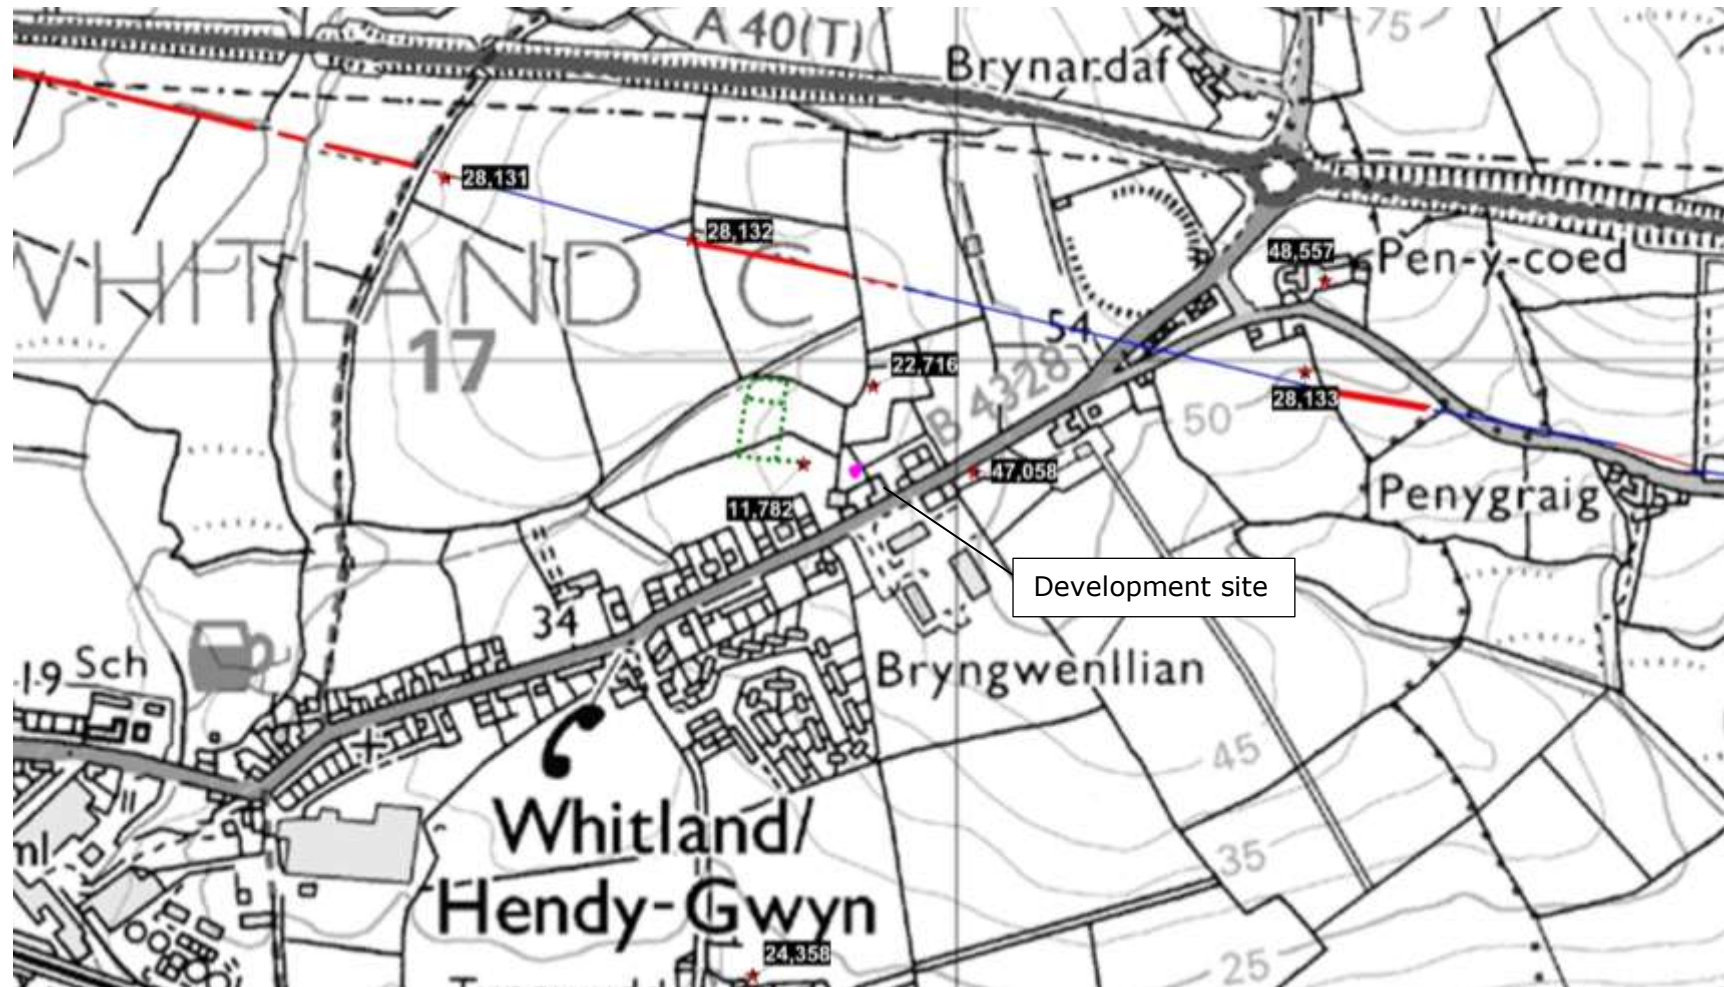 A 40(T)
75
Brynardaf
28,131
28,132
48,557
Pen-y-coed
WHITLAND C
17
54
22,716
B 4328
28,133
50
47,058
Penygraig
11,782
Development site
34
Sch
19
Bryngwenllian
45
Whitland/
Hendy-Gwyn
35
24,358
25